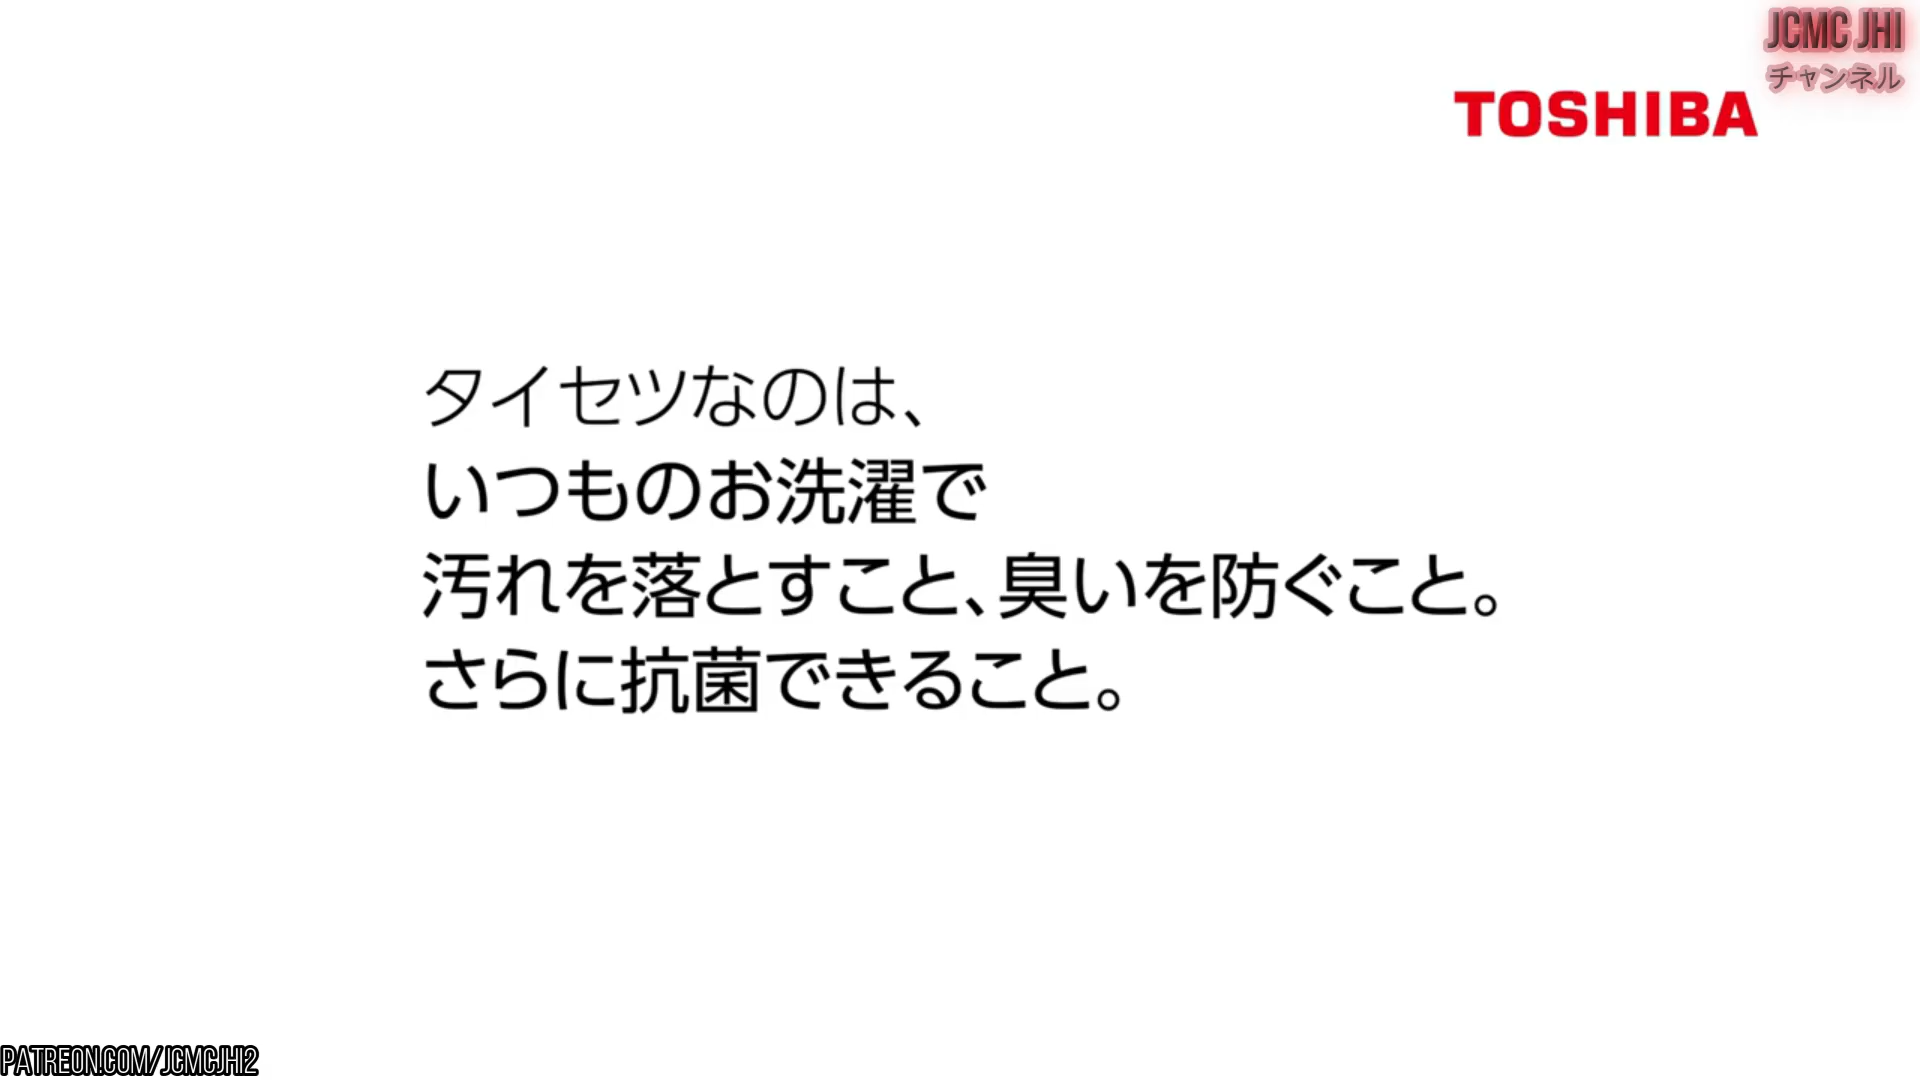 JCMC JHI
チャンネル
TOSHIBA
タイセツなのは、
いつものお洗濯で
汚れを落とすこと、臭いを防ぐこと。
さらに抗菌できること。
PATREON.COM/JCMCJHI2